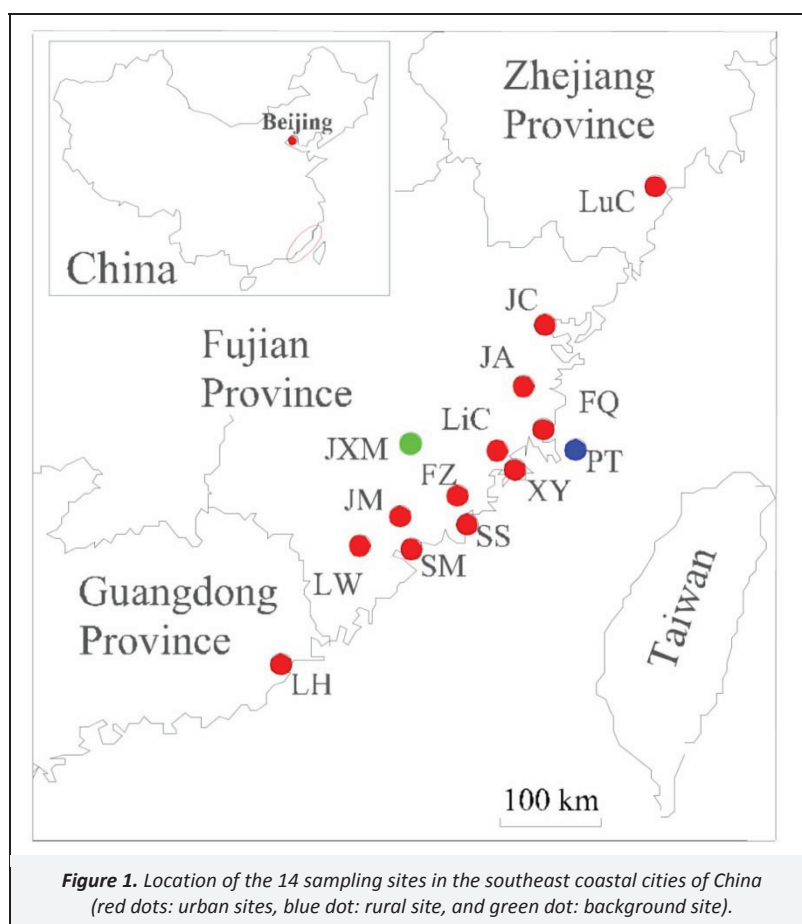 Zhejiang
Province
Beijing
LuC
China
JC
Fujian
Province
JA
FQ
LiC
JXM
PT
FZ
XY
JM
SS
LW
SM
Guangdong
Province
Taiwan
LH
100 km
Figure 1. Location of the 14 sampling sites in the southeast coastal cities of China
(red dots: urban sites, blue dot: rural site, and green dot: background site).